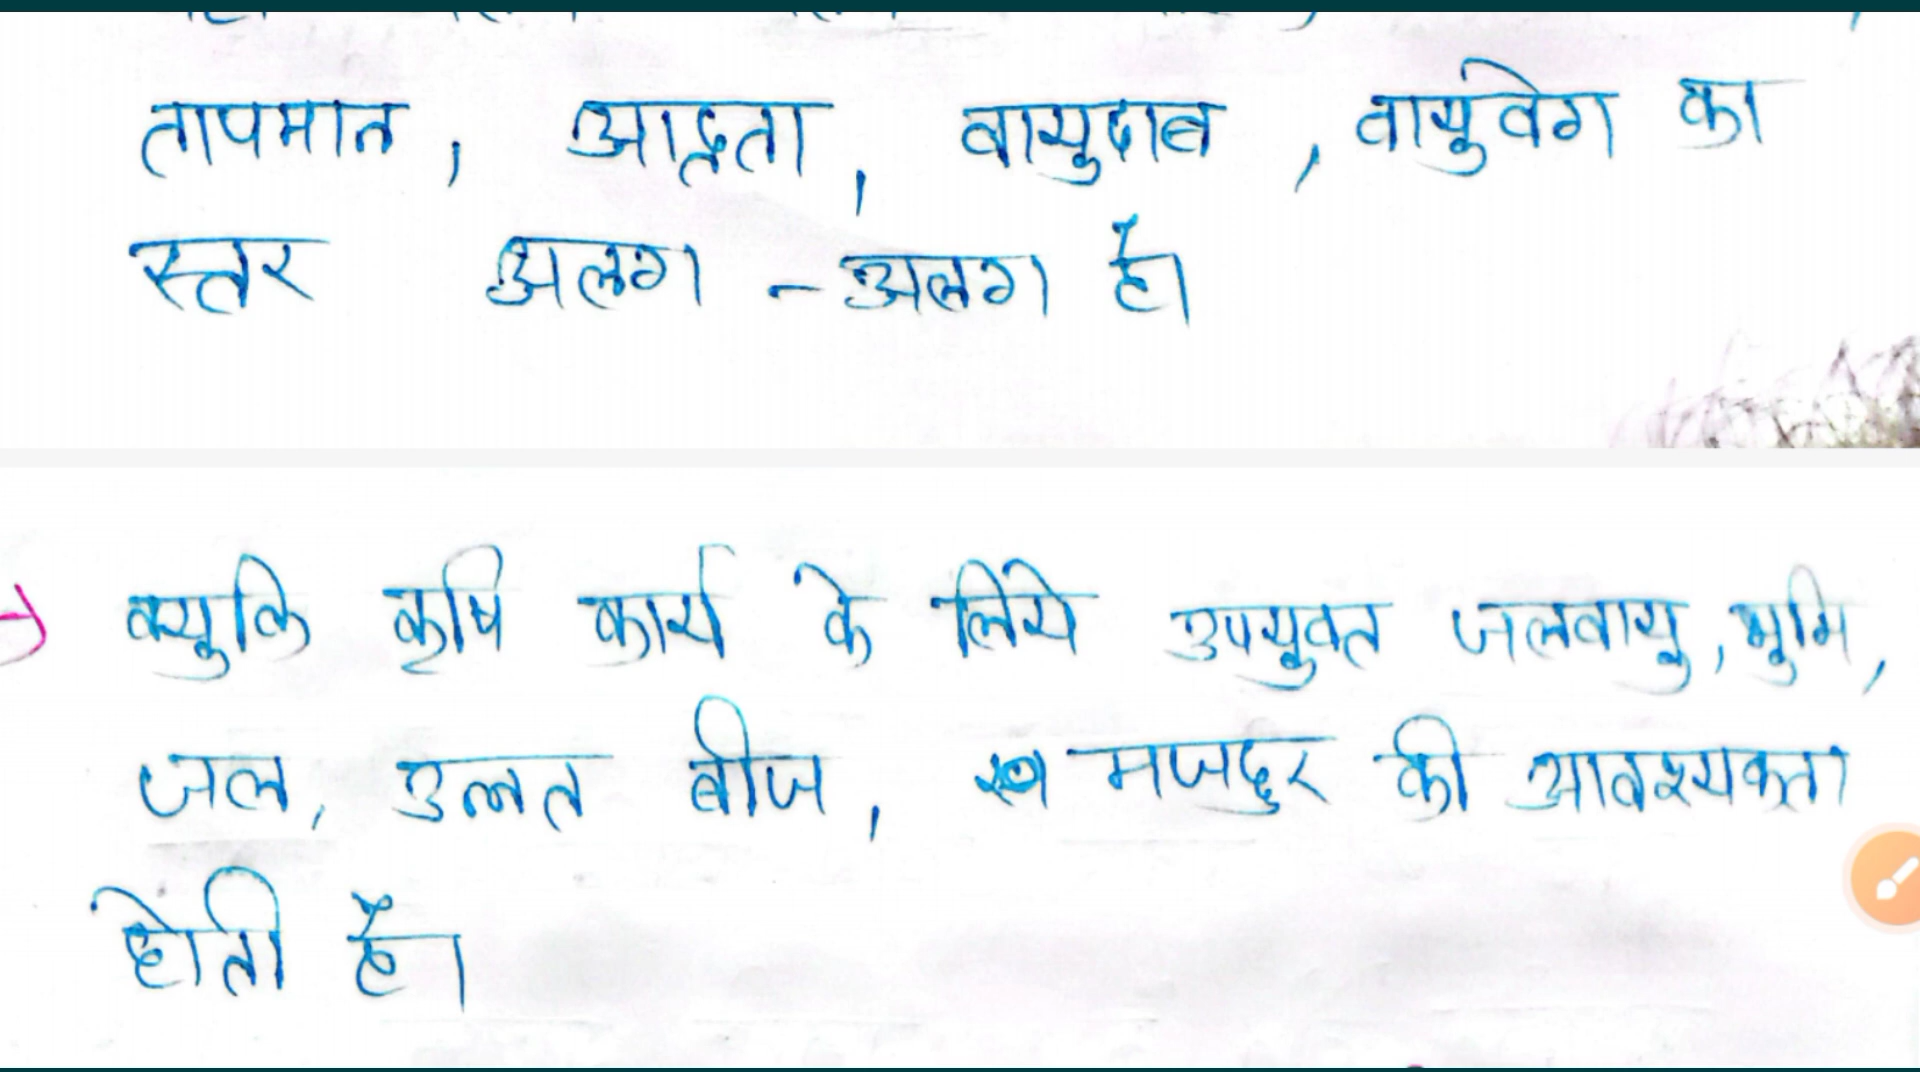 तापमान, आद्रता, वायुदाब, वायुवेग का
स्तर अलग - अलग है।
क्युकि कृषि कार्य के लिये उपयुक्त जलवायु, भुमि,
जल, उन्नत बीज, मजदुर की आवश्यकता
होती है।